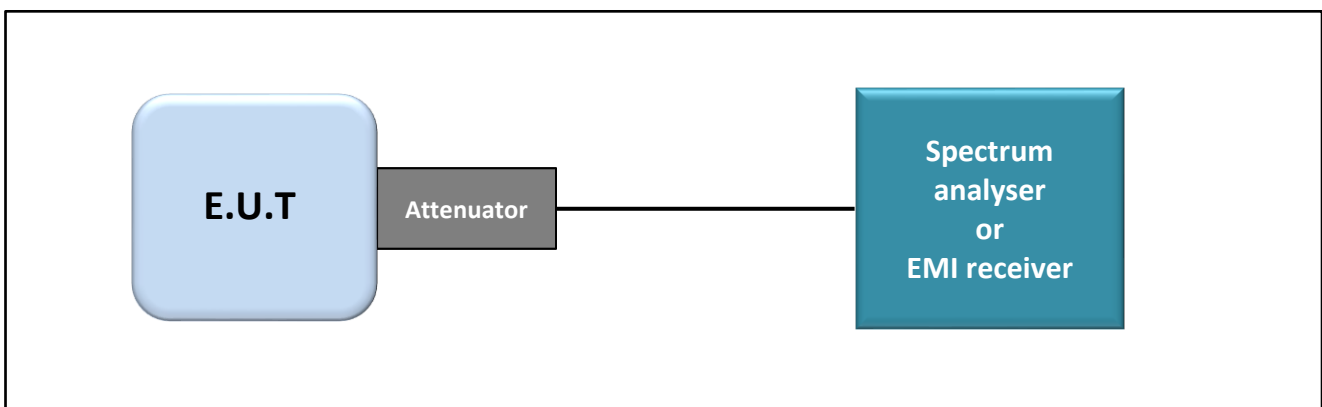 E.U.T
Attenuator
Spectrum
analyser
or
EMI receiver